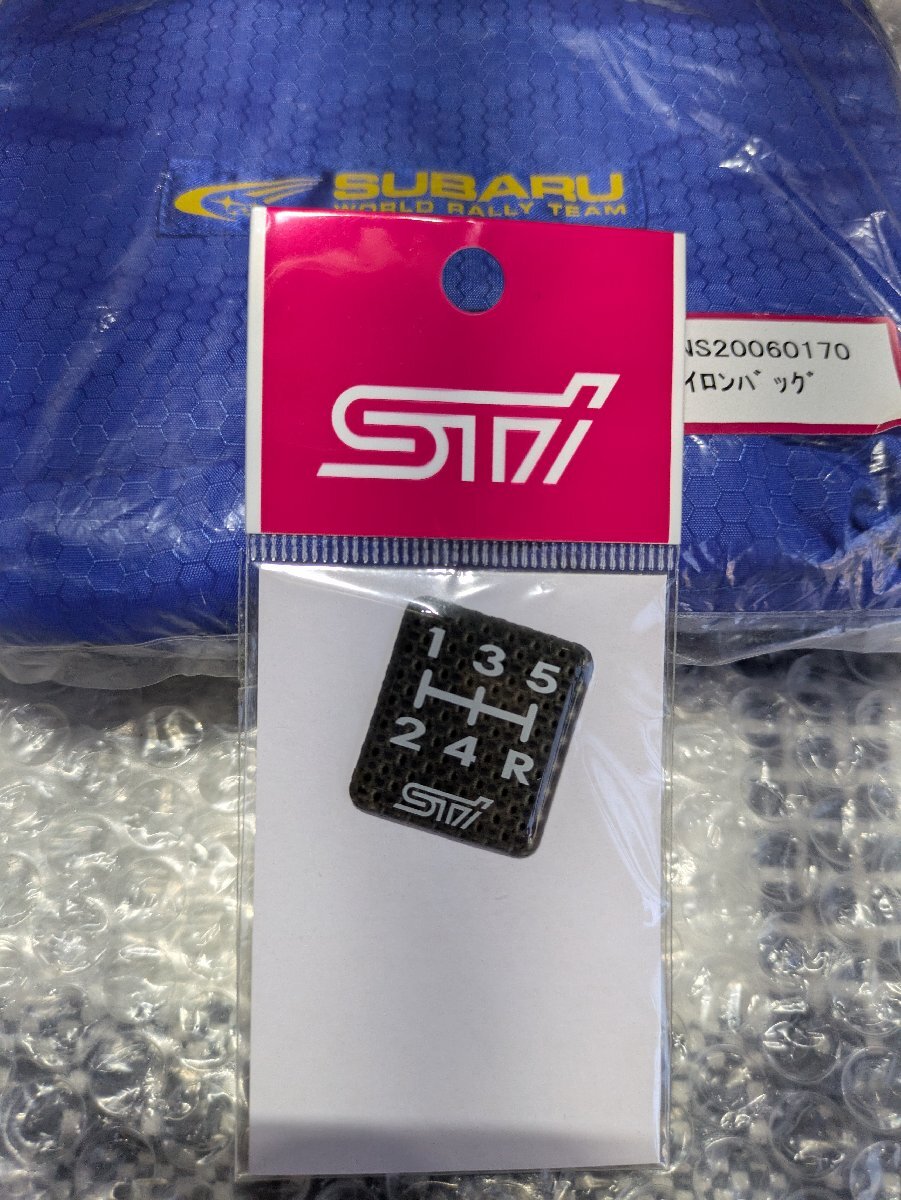 SUBARU
WORLD RALLY TEAM
NS20060170
イロンバッグ
STI
1 3 5
2 4 R
STI